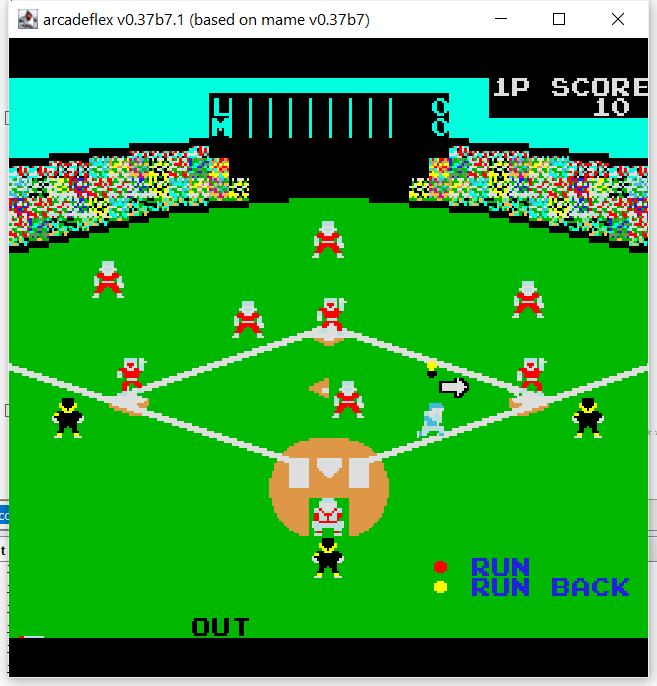 arcadeflex v0.37b7.1 (based on mame v0.37b7)
1P SCORE
10
U 0
M 0
RUN
RUN BACK
OUT